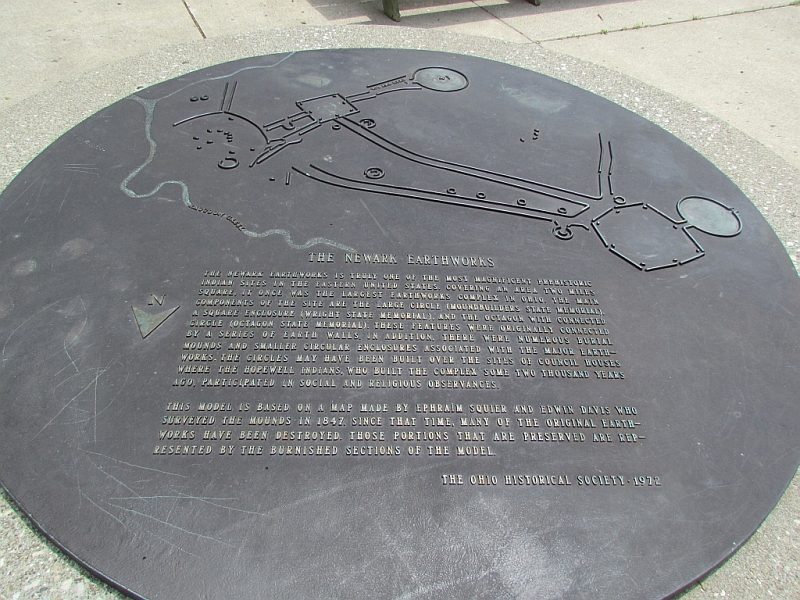 RACCOON CREEK
N
THE NEWARK EARTHWORKS
THE NEWARK EARTHWORKS IS TRULY ONE OF THE MOST MAGNIFICENT PREHISTORIC
INDIAN SITES IN THE EASTERN UNITED STATES. COVERING AN AREA TWO MILES
SQUARE, IT ONCE WAS THE LARGEST EARTHWORKS COMPLEX IN OHIO. THE MAIN
COMPONENTS OF THE SITE ARE THE LARGE CIRCLE (MOUNDBUILDERS STATE MEMORIAL),
A SQUARE ENCLOSURE (WRIGHT STATE MEMORIAL), AND THE OCTAGON WITH CONNECTED
CIRCLE (OCTAGON STATE MEMORIAL). THESE FEATURES WERE ORIGINALLY CONNECTED
BY A SERIES OF EARTH WALLS. IN ADDITION, THERE WERE NUMEROUS BURIAL
MOUNDS AND SMALLER CIRCULAR ENCLOSURES ASSOCIATED WITH THE MAJOR EARTH-
WORKS. THE CIRCLES MAY HAVE BEEN BUILT OVER THE SITES OF COUNCIL HOUSES
WHERE THE HOPEWELL INDIANS, WHO BUILT THE COMPLEX SOME TWO THOUSAND YEARS
AGO, PARTICIPATED IN SOCIAL AND RELIGIOUS OBSERVANCES.
THIS MODEL IS BASED ON A MAP MADE BY EPHRAIM SQUIER AND EDWIN DAVIS WHO
SURVEYED THE MOUNDS IN 1847. SINCE THAT TIME, MANY OF THE ORIGINAL EARTH-
WORKS HAVE BEEN DESTROYED. THOSE PORTIONS THAT ARE PRESERVED ARE REP-
RESENTED BY THE BURNISHED SECTIONS OF THE MODEL.
THE OHIO HISTORICAL SOCIETY · 1972